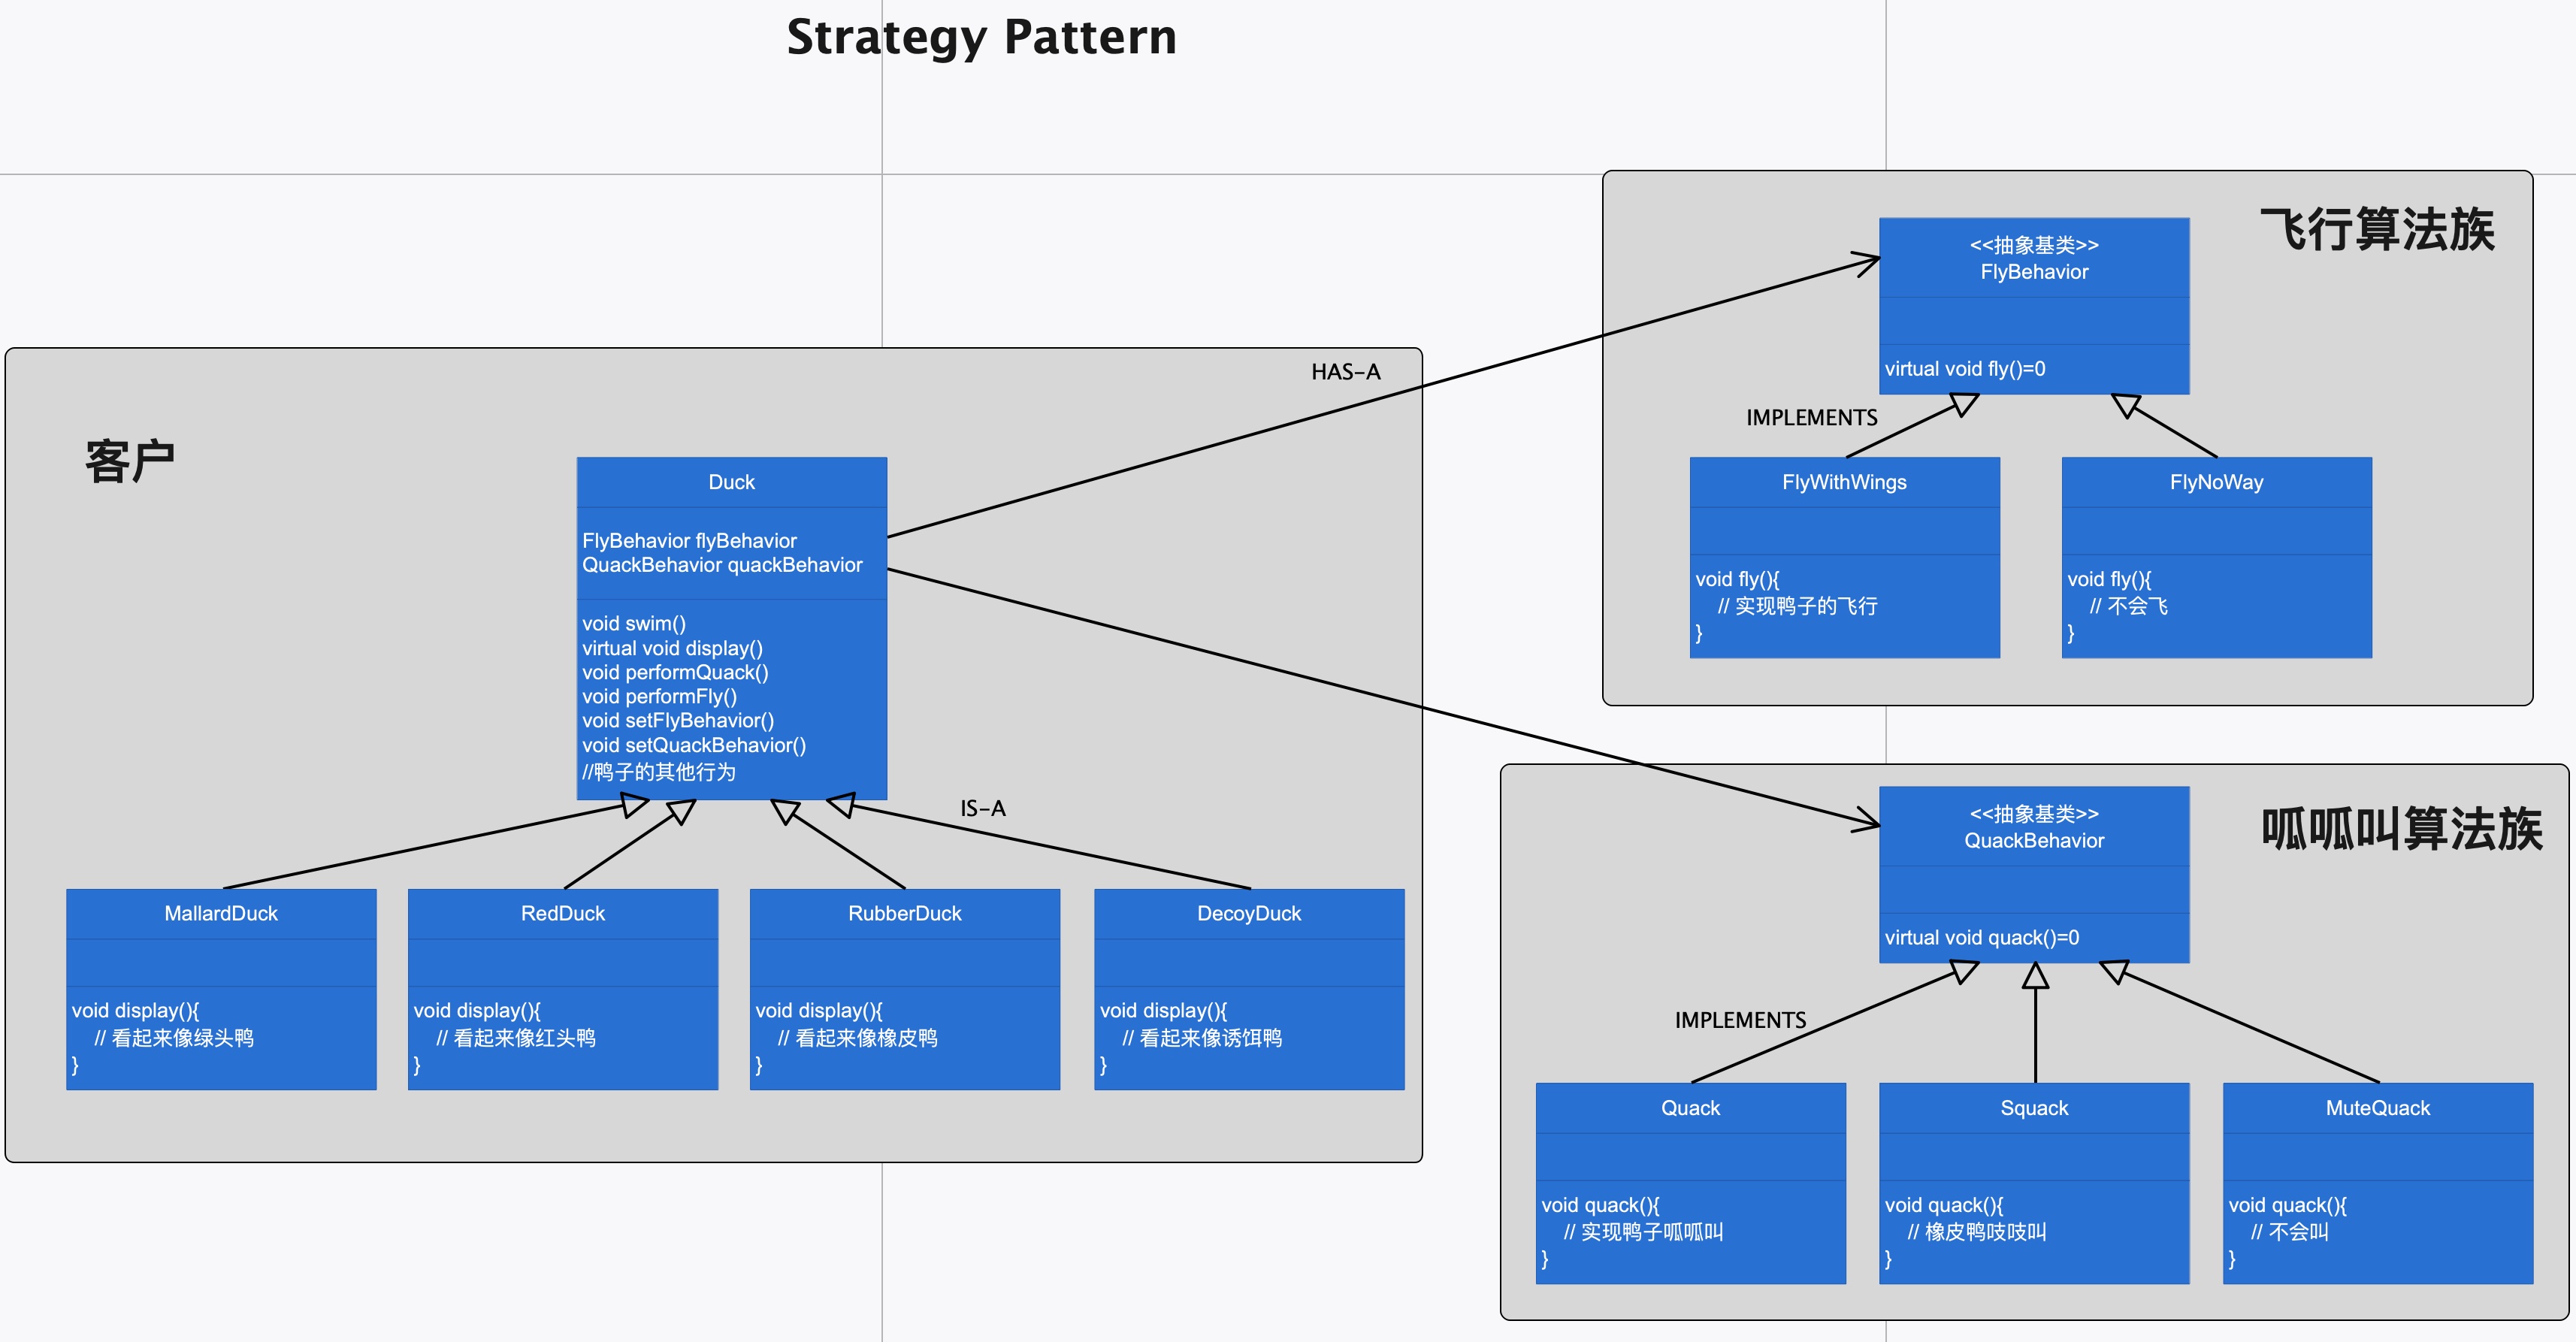 Strategy Pattern
客户
HAS-A
Duck
FlyBehavior flyBehavior
QuackBehavior quackBehavior
void swim()
virtual void display()
void performQuack()
void performFly()
void setFlyBehavior()
void setQuackBehavior()
//鸭子的其他行为
IS-A
MallardDuck
void display(){
// 看起来像绿头鸭
}
RedDuck
void display(){
// 看起来像红头鸭
}
RubberDuck
void display(){
// 看起来像橡皮鸭
}
DecoyDuck
void display(){
// 看起来像诱饵鸭
}
飞行算法族
<<抽象基类>>
FlyBehavior
virtual void fly()=0
IMPLEMENTS
FlyWithWings
void fly(){
// 实现鸭子的飞行
}
FlyNoWay
void fly(){
// 不会飞
}
呱呱叫算法族
<<抽象基类>>
QuackBehavior
virtual void quack()=0
IMPLEMENTS
Quack
void quack(){
// 实现鸭子呱呱叫
}
Squack
void quack(){
// 橡皮鸭吱吱叫
}
MuteQuack
void quack(){
// 不会叫
}